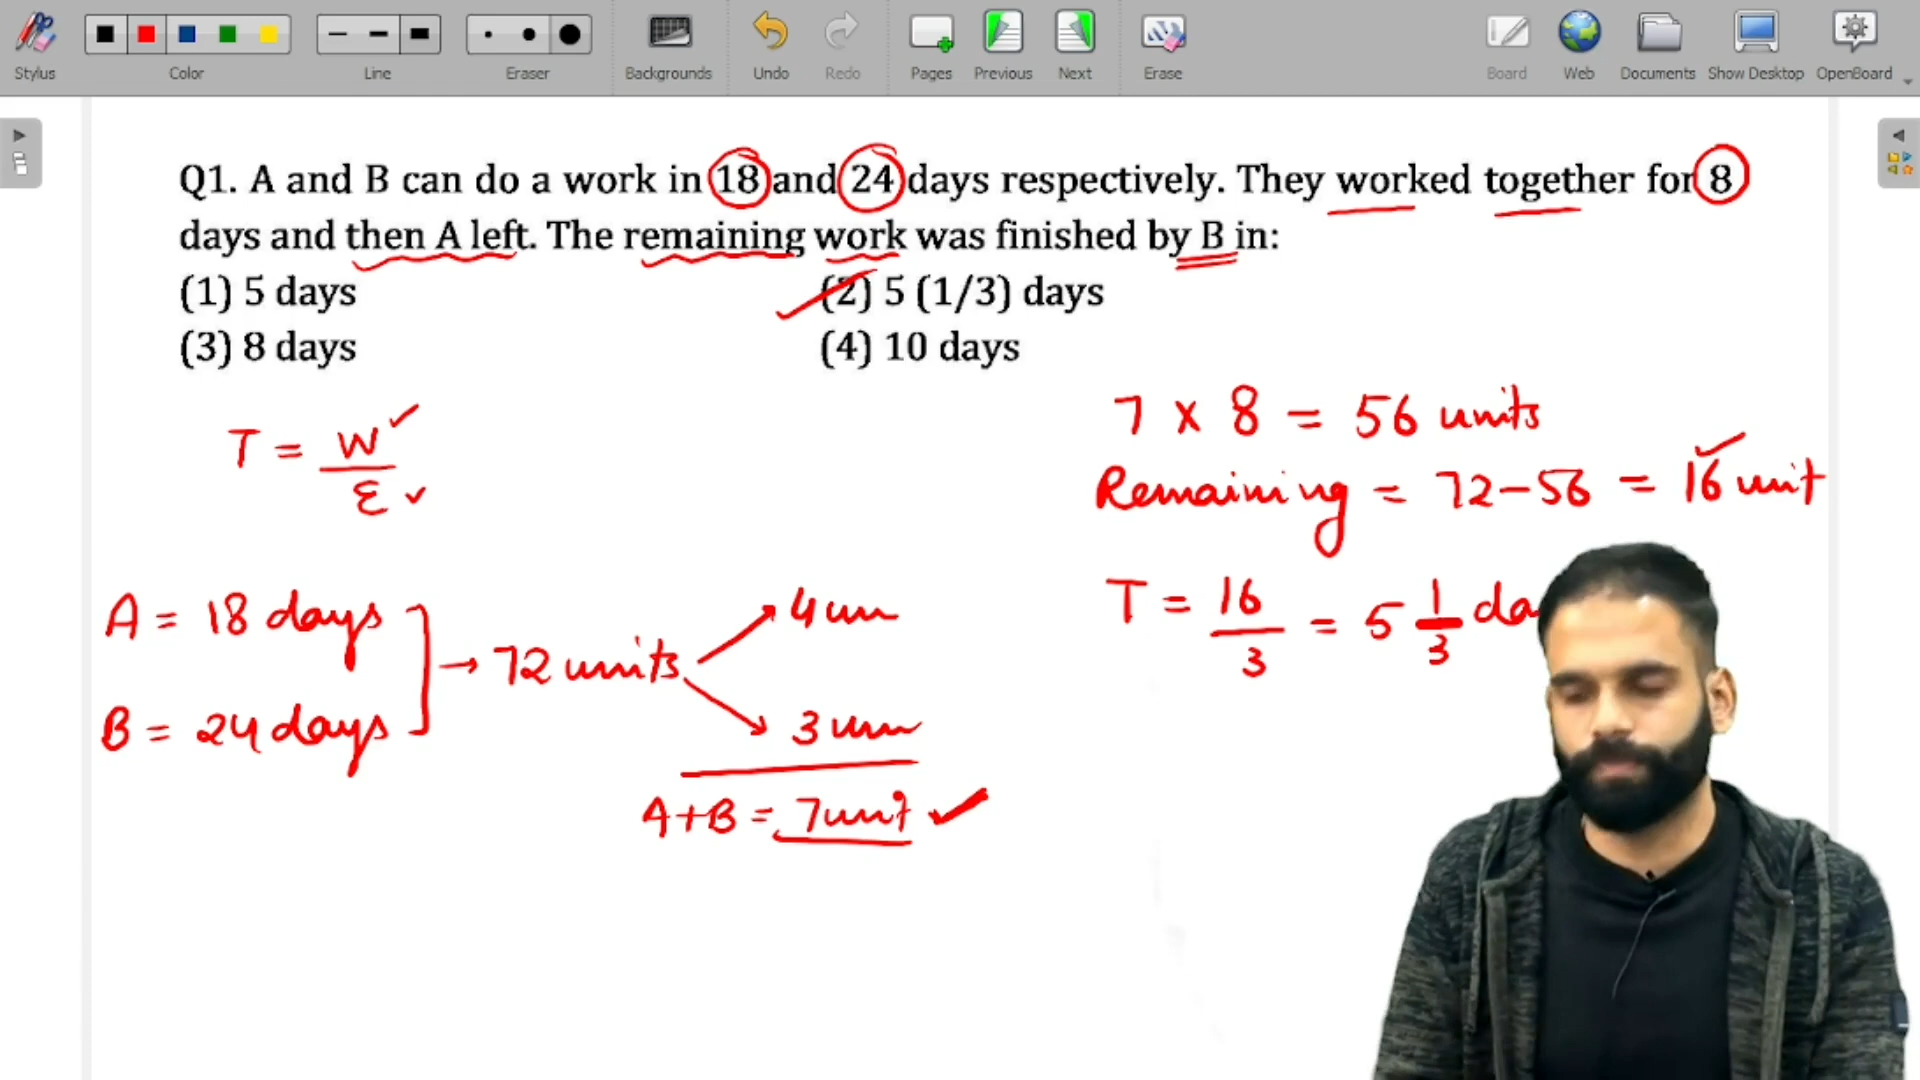 Stylus
Color
Line
Eraser
Backgrounds
Undo
Redo
Pages
Previous
Next
Erase
Board
Web
Documents
Show Desktop
OpenBoard
Q1. A and B can do a work in 18 and 24 days respectively. They worked together for 8
days and then A left. The remaining work was finished by B in:
(1) 5 days
(2) 5 (1/3) days
(3) 8 days
(4) 10 days
T = W/E
A = 18 days
B = 24 days
→ 72 units
4 un
3 un
A+B = 7 unit
7 x 8 = 56 units
Remaining = 72-56 = 16 unit
T = 16/3 = 5 1/3 da